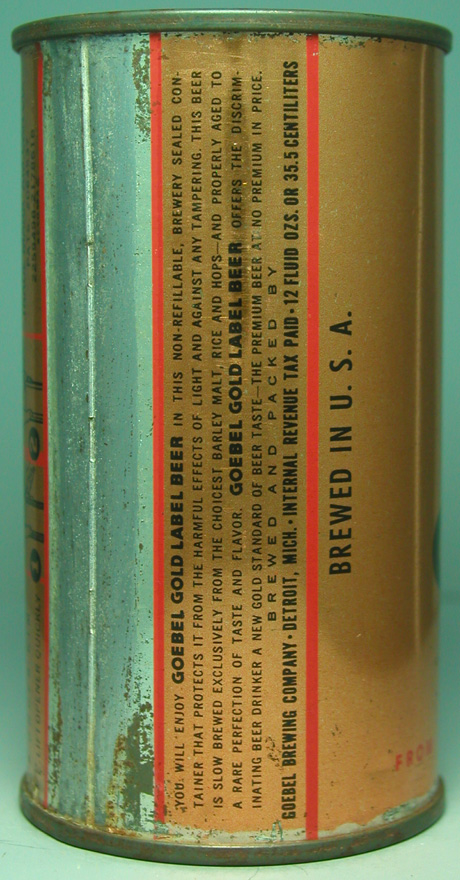 YOU WILL ENJOY GOEBEL GOLD LABEL BEER IN THIS NON-REFILLABLE, BREWERY SEALED CON-
TAINER THAT PROTECTS IT FROM THE HARMFUL EFFECTS OF LIGHT AND AGAINST ANY TAMPERING. THIS BEER
IS SLOW BREWED EXCLUSIVELY FROM THE CHOICEST BARLEY MALT, RICE AND HOPS—AND PROPERLY AGED TO
A RARE PERFECTION OF TASTE AND FLAVOR. GOEBEL GOLD LABEL BEER OFFERS THE DISCRIM-
INATING BEER DRINKER A NEW GOLD STANDARD OF BEER TASTE—THE PREMIUM BEER AT NO PREMIUM IN PRICE.
BREWED AND PACKED BY
GOEBEL BREWING COMPANY • DETROIT, MICH. • INTERNAL REVENUE TAX PAID • 12 FLUID OZS. OR 35.5 CENTILITERS
BREWED IN U. S. A.
FROM